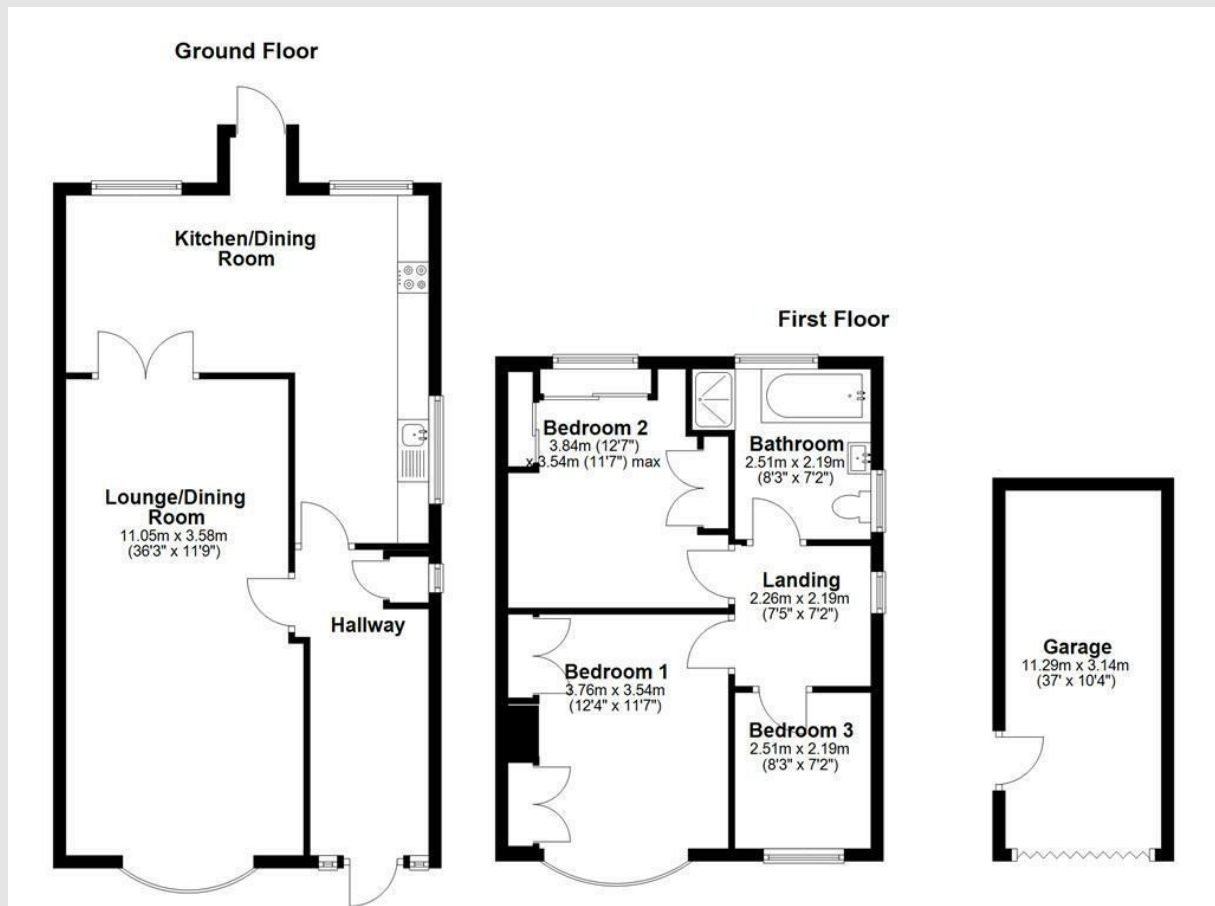 Ground Floor
Kitchen/Dining
Room
Lounge/Dining
Room
11.05m x 3.58m
(36'3" x 11'9")
Hallway
First Floor
Bedroom 2
3.84m (12'7")
x 3.54m (11'7") max
Bathroom
2.51m x 2.19m
(8'3" x 7'2")
Landing
2.26m x 2.19m
(7'5" x 7'2")
Bedroom 1
3.76m x 3.54m
(12'4" x 11'7")
Bedroom 3
2.51m x 2.19m
(8'3" x 7'2")
Garage
11.29m x 3.14m
(37' x 10'4")